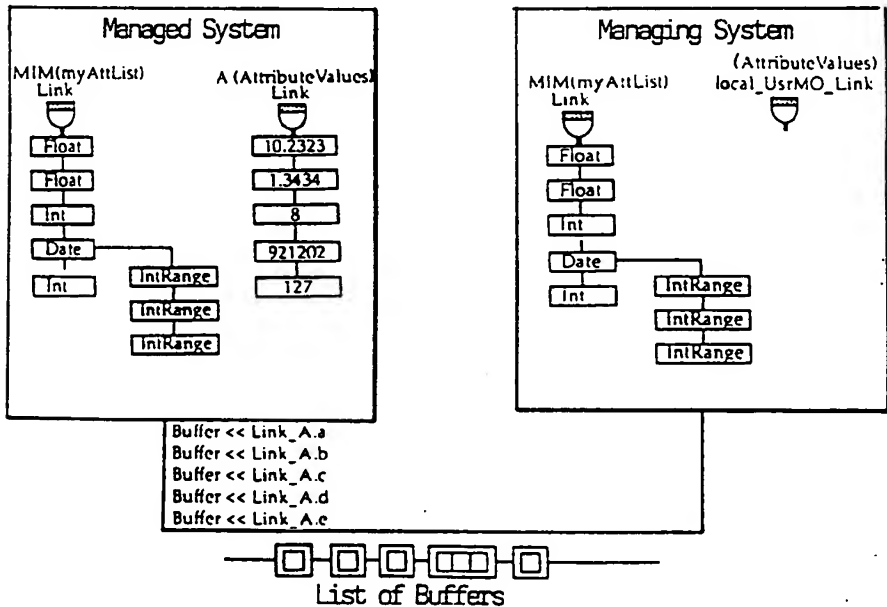 Managed System
MIM(myAttList)
Link
A (AttributeValues)
Link
Float
Float
Int
Date
Int
IntRange
IntRange
IntRange
10.2323
1.3434
8
921202
127
Managing System
MIM(myAttList)
Link
(AttributeValues)
local_UsrMO_Link
Float
Float
Int
Date
Int
IntRange
IntRange
IntRange
Buffer << Link_A.a
Buffer << Link_A.b
Buffer << Link_A.c
Buffer << Link_A.d
Buffer << Link_A.e
List of Buffers